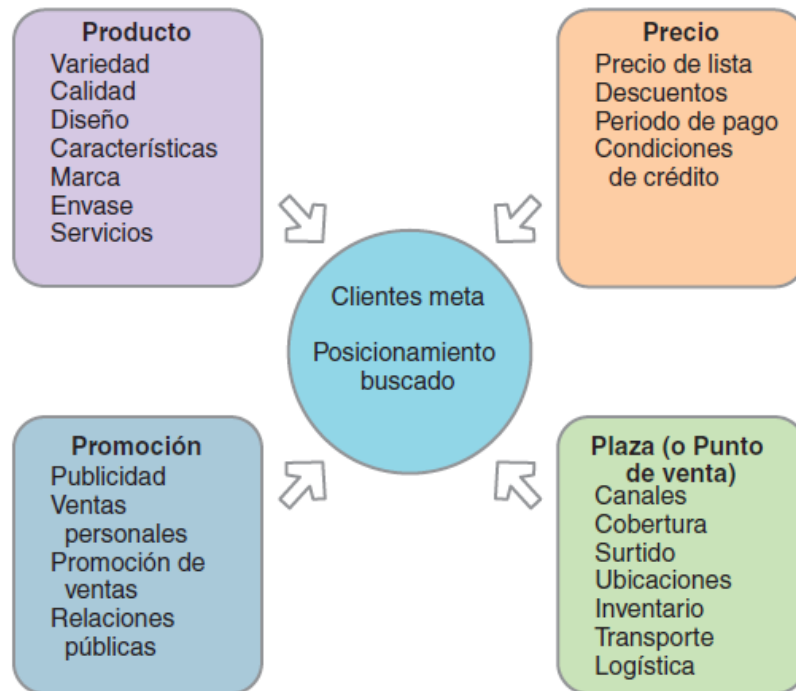 Producto
Variedad
Calidad
Diseño
Características
Marca
Envase
Servicios
Precio
Precio de lista
Descuentos
Periodo de pago
Condiciones
de crédito
Clientes meta
Posicionamiento
buscado
Promoción
Publicidad
Ventas
personales
Promoción de
ventas
Relaciones
públicas
Plaza (o Punto
de venta)
Canales
Cobertura
Surtido
Ubicaciones
Inventario
Transporte
Logística